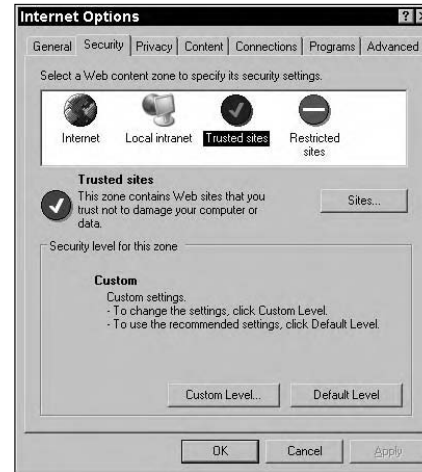 Internet Options
General Security Privacy Content Connections Programs Advanced
Select a Web content zone to specify its security settings.
Internet Local intranet Trusted sites Restricted
sites
Trusted sites
This zone contains Web sites that you
trust not to damage your computer or
data.
Sites...
Security level for this zone
Custom
Custom settings.
- To change the settings, click Custom Level.
- To use the recommended settings, click Default Level.
Custom Level... Default Level
OK Cancel Apply